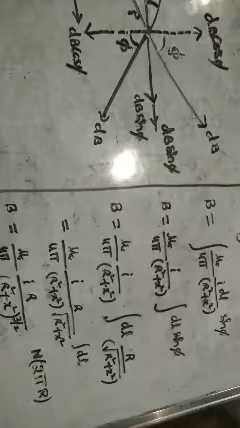 P
φ
φ
dBcosφ
dBcosφ
dB
dB
dBsinφ
dBsinφ
B = ∫ μ₀/4π i dl/(R²+x²) sinφ
B = μ₀/4π i/(R²+x²) ∫ dl sinφ
B = μ₀/4π i/(R²+x²) ∫ dl R/(√R²+x²)
= μ₀/4π i/(R²+x²) R/√R²+x² ∫ dl
B = μ₀/4π i R/(R²+x²)3/2 N(2πR)